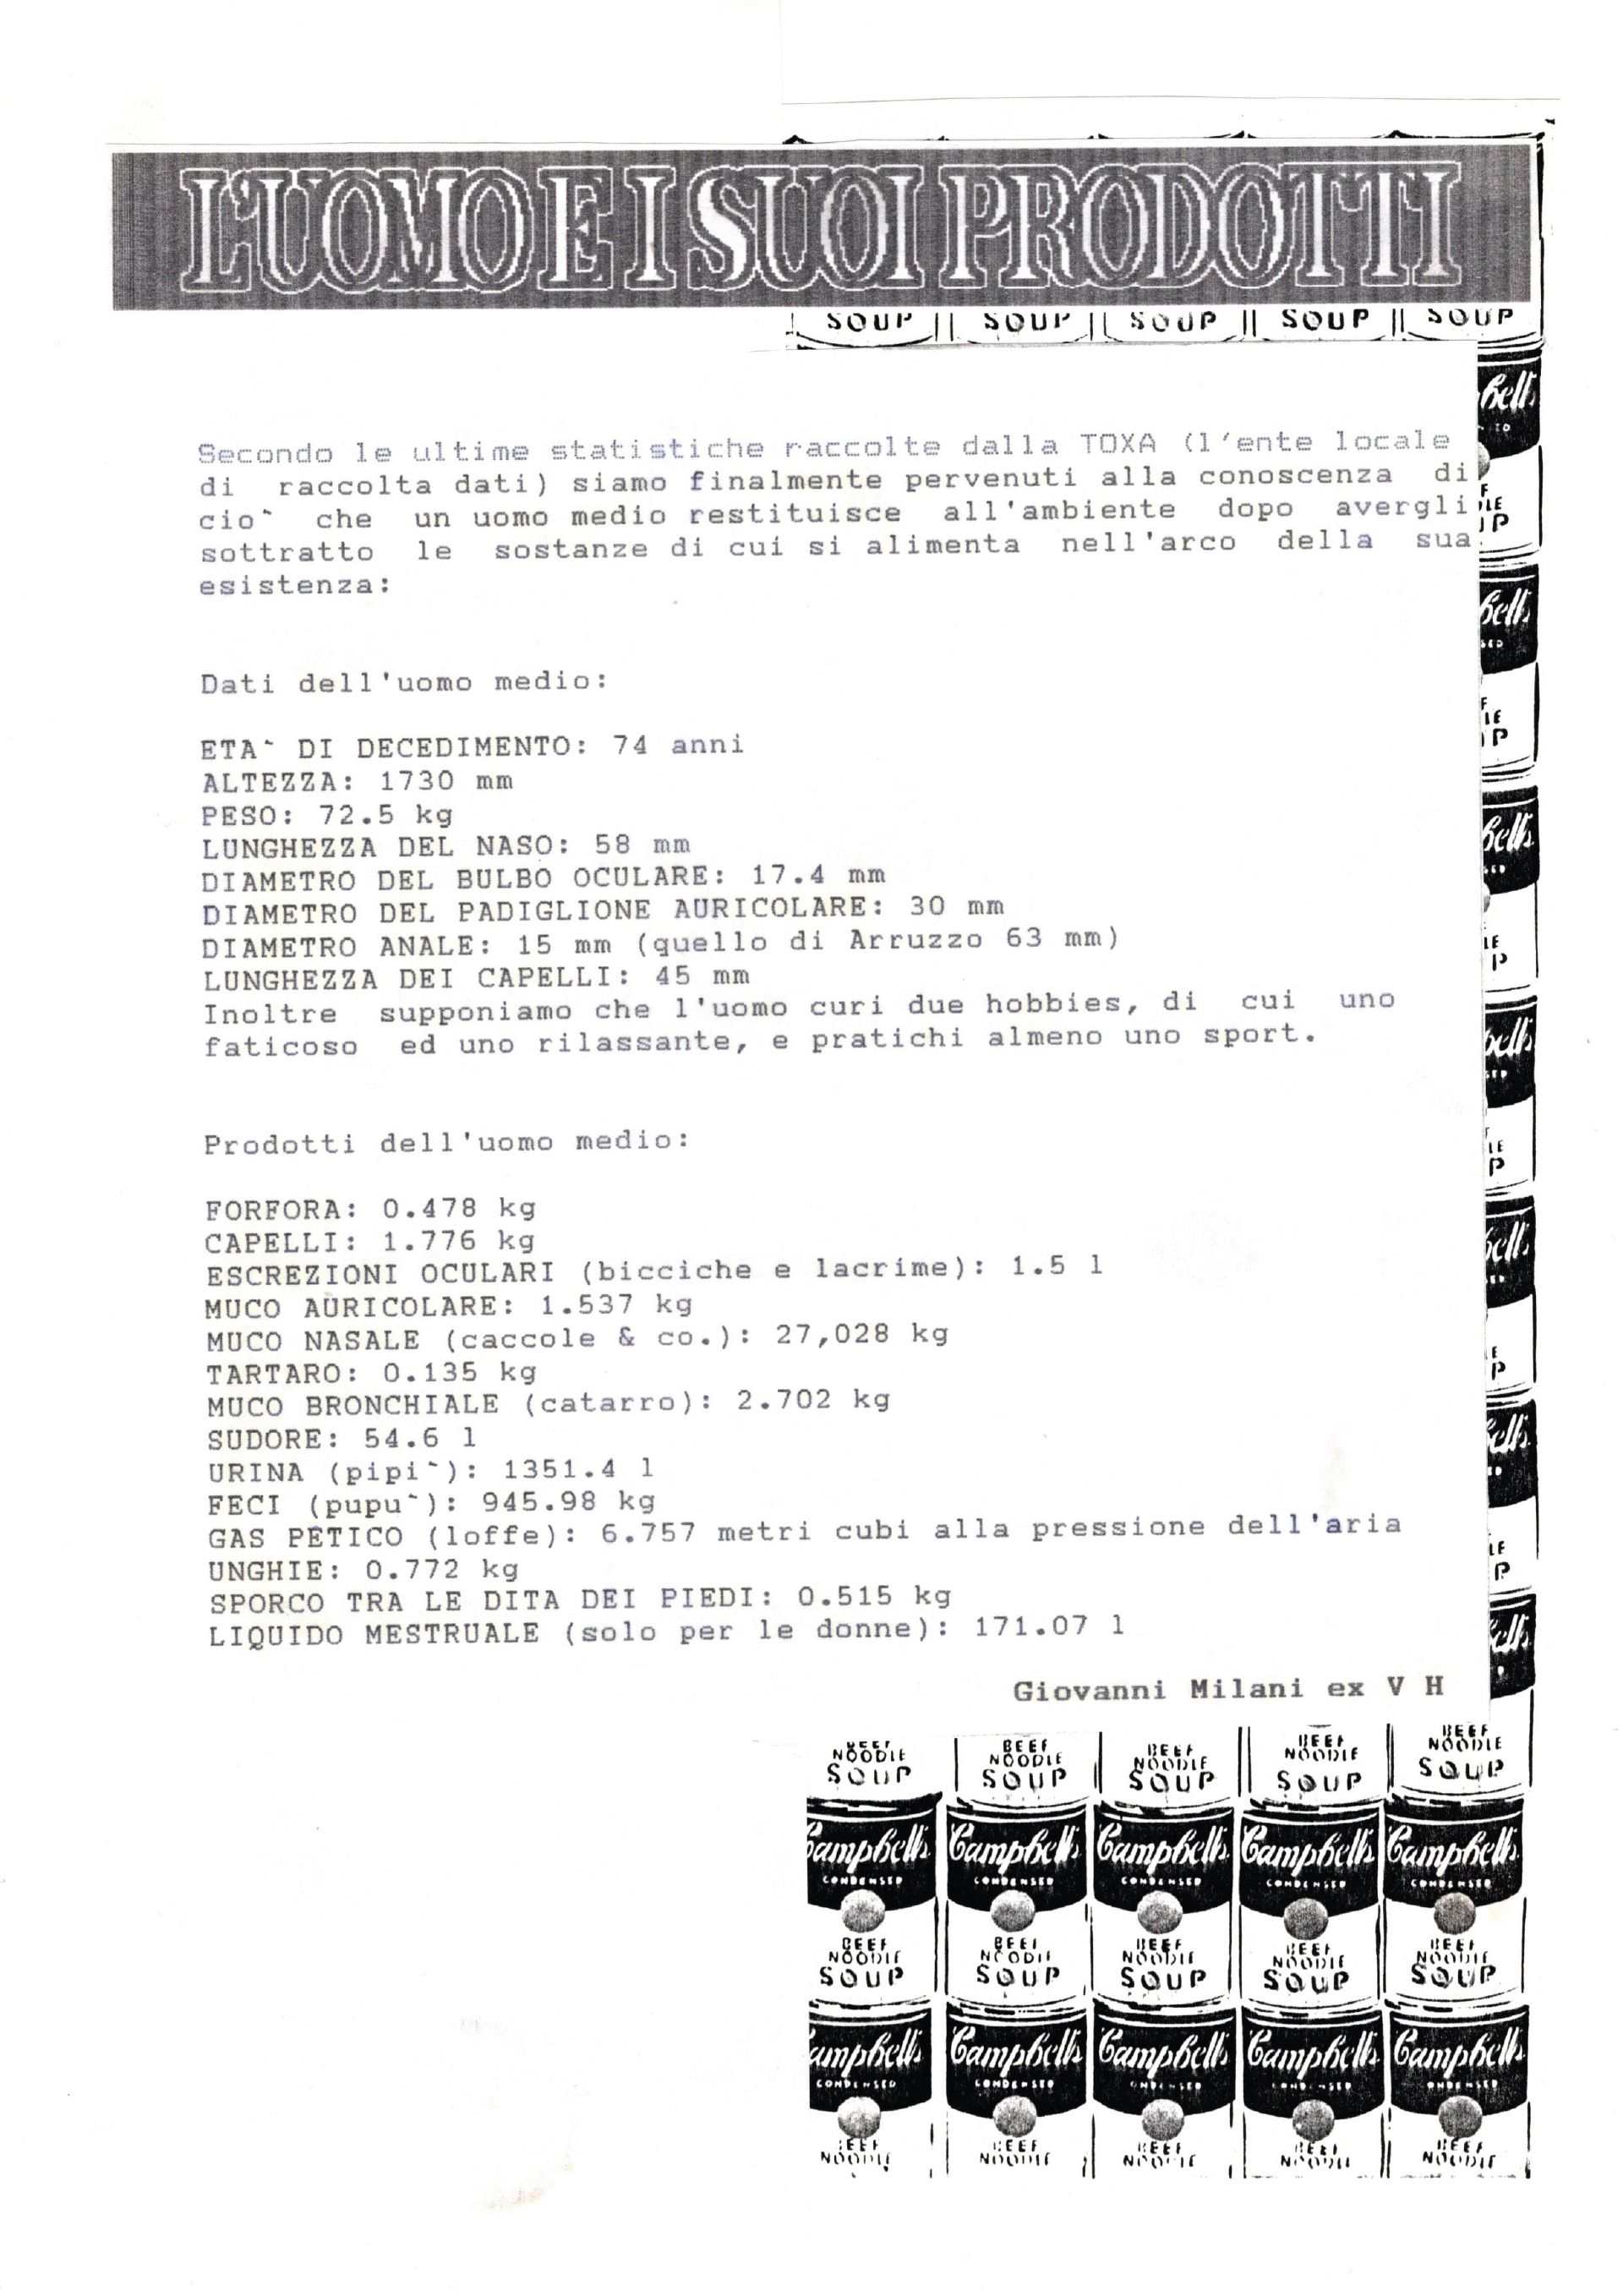 L'UOMO E I SUOI PRODOTTI
SOUP SOUP SOUP SOUP SOUP
Secondo le ultime statistiche raccolte dalla TOXA (l'ente locale
di raccolta dati) siamo finalmente pervenuti alla conoscenza di
cio` che un uomo medio restituisce all'ambiente dopo avergli
sottratto le sostanze di cui si alimenta nell'arco della sua
esistenza:
Dati dell'uomo medio:
ETA` DI DECEDIMENTO: 74 anni
ALTEZZA: 1730 mm
PESO: 72.5 kg
LUNGHEZZA DEL NASO: 58 mm
DIAMETRO DEL BULBO OCULARE: 17.4 mm
DIAMETRO DEL PADIGLIONE AURICOLARE: 30 mm
DIAMETRO ANALE: 15 mm (quello di Arruzzo 63 mm)
LUNGHEZZA DEI CAPELLI: 45 mm
Inoltre supponiamo che l'uomo curi due hobbies, di cui uno
faticoso ed uno rilassante, e pratichi almeno uno sport.
Prodotti dell'uomo medio:
FORFORA: 0.478 kg
CAPELLI: 1.776 kg
ESCREZIONI OCULARI (bicciche e lacrime): 1.5 l
MUCO AURICOLARE: 1.537 kg
MUCO NASALE (caccole & co.): 27,028 kg
TARTARO: 0.135 kg
MUCO BRONCHIALE (catarro): 2.702 kg
SUDORE: 54.6 l
URINA (pipi`): 1351.4 l
FECI (pupu`): 945.98 kg
GAS PETICO (loffe): 6.757 metri cubi alla pressione dell'aria
UNGHIE: 0.772 kg
SPORCO TRA LE DITA DEI PIEDI: 0.515 kg
LIQUIDO MESTRUALE (solo per le donne): 171.07 l
Giovanni Milani ex V H
BEEF BEEF BEEF BEEF BEEF
NOODLE NOODLE NOODLE NOODLE NOODLE
SOUP SOUP SOUP SOUP SOUP
Campbell's Campbell's Campbell's Campbell's Campbell's
CONDENSED CONDENSED CONDENSED CONDENSED CONDENSED
BEEF BEEF BEEF BEEF BEEF
NOODLE NOODLE NOODLE NOODLE NOODLE
SOUP SOUP SOUP SOUP SOUP
Campbell's Campbell's Campbell's Campbell's
CONDENSED CONDENSED CONDENSED CONDENSED CONDENSED
BEEF BEEF BEEF BEEF BEEF
NOODLE NOODLE NOODLE NOODLE NOODLE